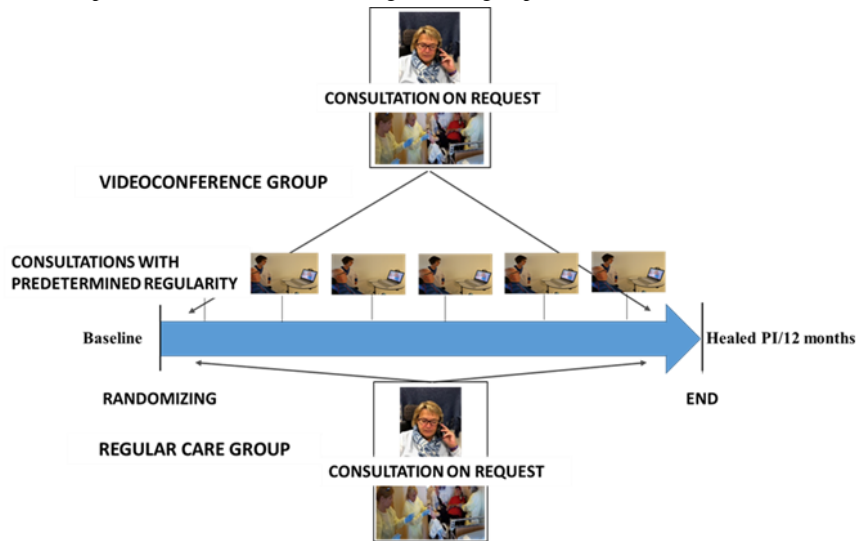 CONSULTATION ON REQUEST
VIDEOCONFERENCE GROUP
CONSULTATIONS WITH
PREDETERMINED REGULARITY
Baseline
Healed PI/12 months
RANDOMIZING
END
REGULAR CARE GROUP
CONSULTATION ON REQUEST